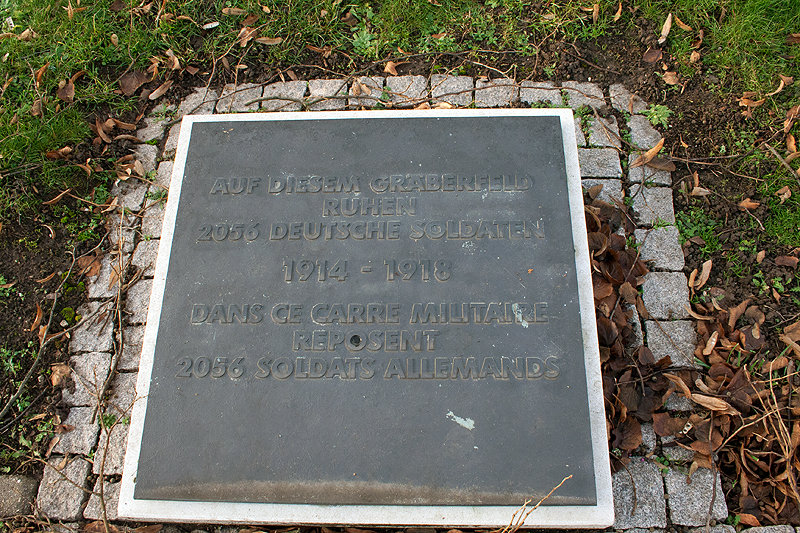 AUF DIESEM GRÄBERFELD
RUHEN
2056 DEUTSCHE SOLDATEN
1914 - 1918
DANS CE CARRE MILITAIRE
REPOSENT
2056 SOLDATS ALLEMANDS